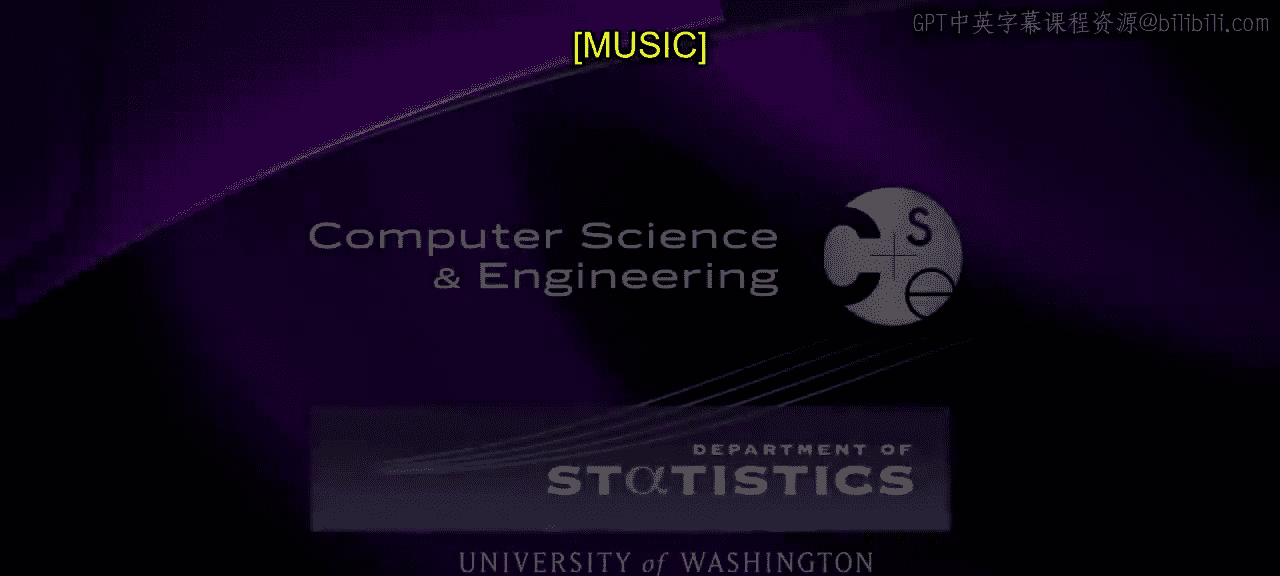 GPT中英字幕课程资源@bilibili.com
[MUSIC]
Computer Science
& Engineering
C S
e
DEPARTMENT OF
STαTISTICS
UNIVERSITY of WASHINGTON